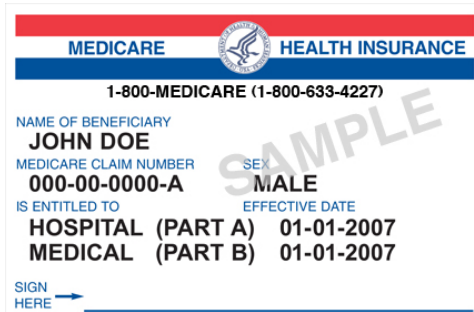 MEDICARE HEALTH INSURANCE
1-800-MEDICARE (1-800-633-4227)
NAME OF BENEFICIARY
JOHN DOE
MEDICARE CLAIM NUMBER SEX
000-00-0000-A MALE
IS ENTITLED TO EFFECTIVE DATE
HOSPITAL (PART A) 01-01-2007
MEDICAL (PART B) 01-01-2007
SIGN
HERE
SAMPLE